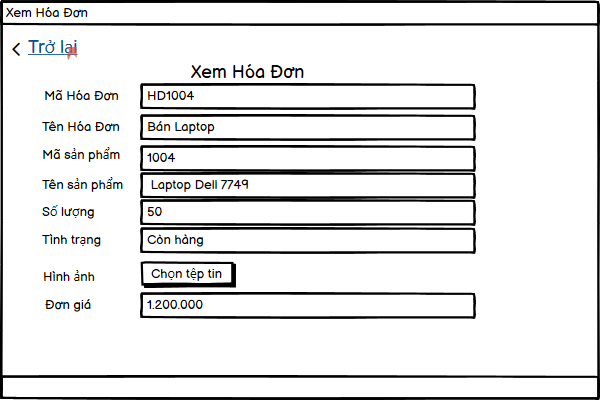 Xem Hóa Đơn
Trở lại
Xem Hóa Đơn
Mã Hóa Đơn HD1004
Tên Hóa Đơn Bán Laptop
Mã sản phẩm 1004
Tên sản phẩm Laptop Dell 7749
Số lượng 50
Tình trạng Còn hàng
Hình ảnh Chọn tệp tin
Đơn giá 1.200.000